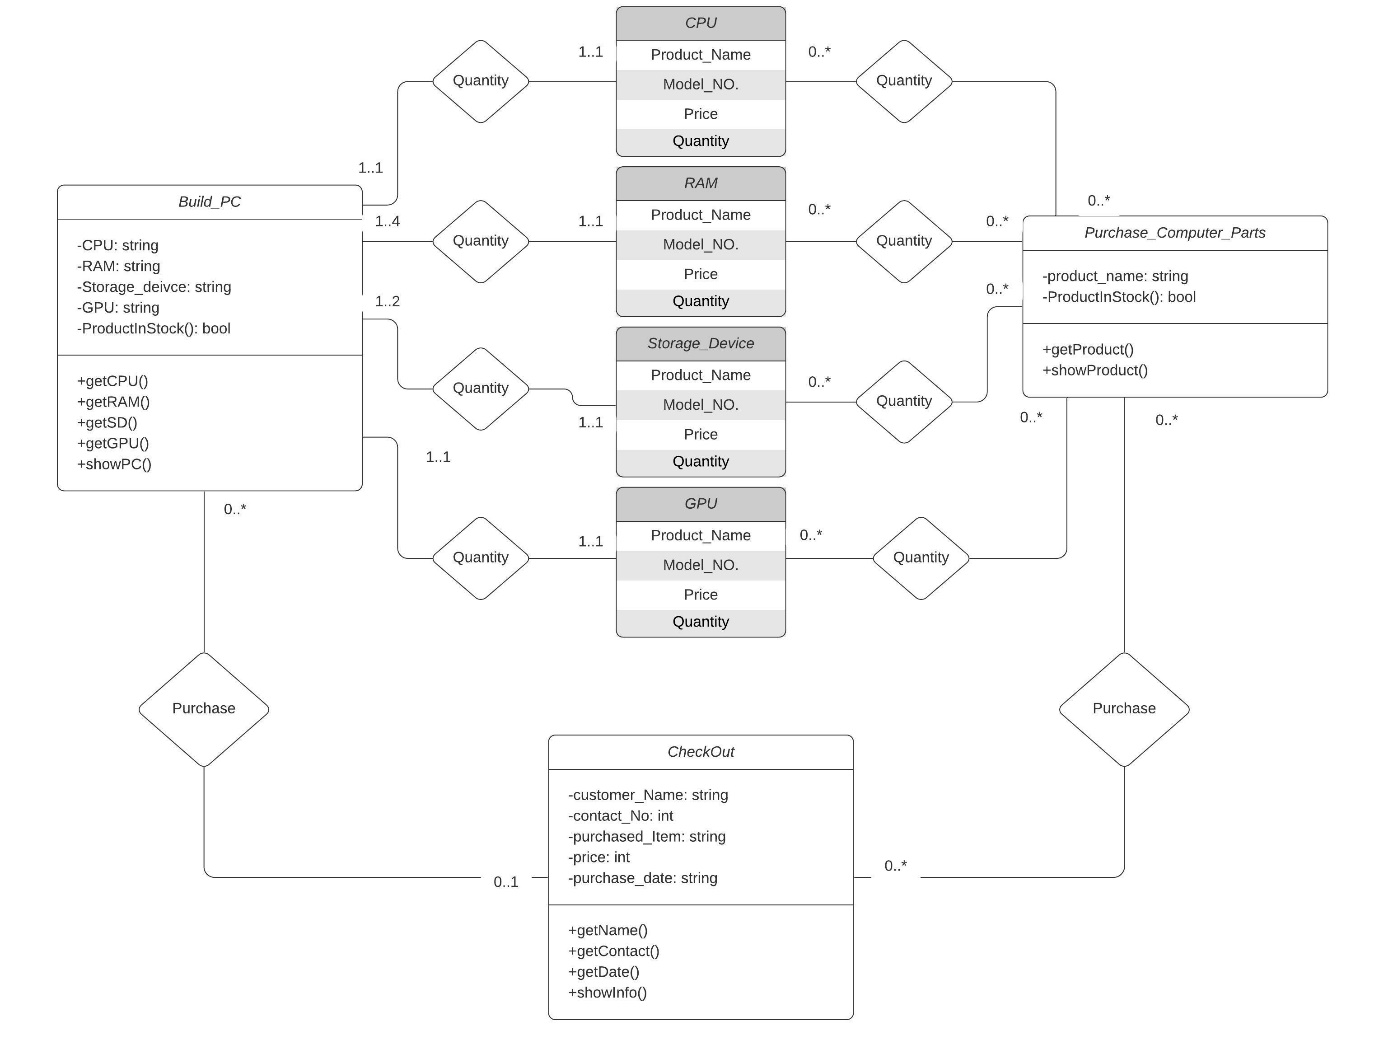 CPU
Product_Name
Model_NO.
Price
Quantity
Quantity
1..1
1..1
0..*
Quantity
0..*
Build_PC
-CPU: string
-RAM: string
-Storage_deivce: string
-GPU: string
-ProductInStock(): bool
+getCPU()
+getRAM()
+getSD()
+getGPU()
+showPC()
1..4
Quantity
1..1
RAM
Product_Name
Model_NO.
Price
Quantity
0..*
Quantity
0..*
Purchase_Computer_Parts
-product_name: string
-ProductInStock(): bool
+getProduct()
+showProduct()
1..2
Quantity
1..1
Storage_Device
Product_Name
Model_NO.
Price
Quantity
0..*
Quantity
0..*
1..1
Quantity
1..1
GPU
Product_Name
Model_NO.
Price
Quantity
0..*
Quantity
0..*
0..*
0..*
Purchase
0..1
Purchase
0..*
CheckOut
-customer_Name: string
-contact_No: int
-purchased_Item: string
-price: int
-purchase_date: string
+getName()
+getContact()
+getDate()
+showInfo()